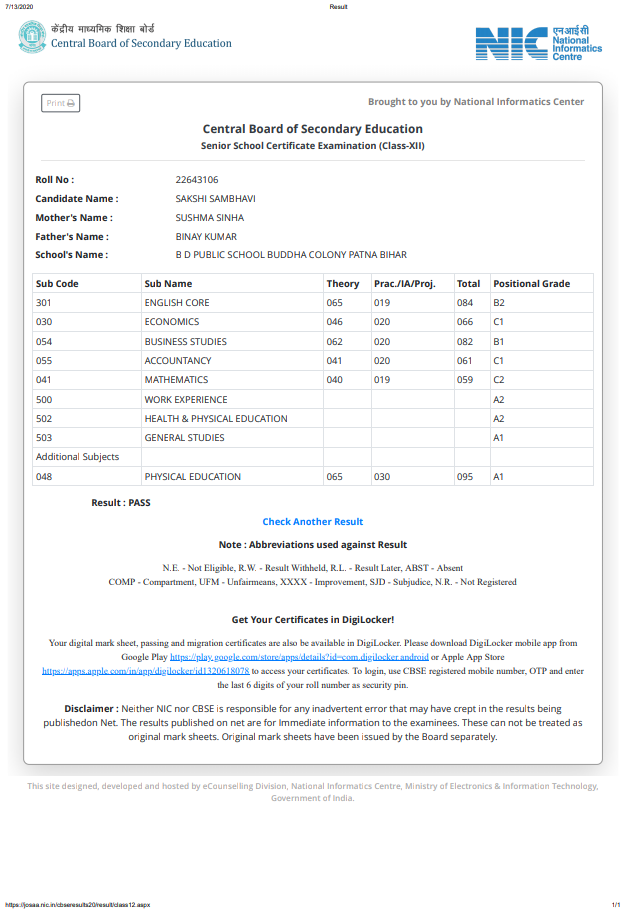 7/13/2020 Result
केंद्रीय माध्यमिक शिक्षा बोर्ड
Central Board of Secondary Education
NIC एनआईसी
National
Informatics
Centre
Print
Brought to you by National Informatics Center
Central Board of Secondary Education
Senior School Certificate Examination (Class-XII)
Roll No : 22643106
Candidate Name : SAKSHI SAMBHAVI
Mother's Name : SUSHMA SINHA
Father's Name : BINAY KUMAR
School's Name : B D PUBLIC SCHOOL BUDDHA COLONY PATNA BIHAR
Sub Code Sub Name Theory Prac./IA/Proj. Total Positional Grade
301 ENGLISH CORE 065 019 084 B2
030 ECONOMICS 046 020 066 C1
054 BUSINESS STUDIES 062 020 082 B1
055 ACCOUNTANCY 041 020 061 C1
041 MATHEMATICS 040 019 059 C2
500 WORK EXPERIENCE A2
502 HEALTH & PHYSICAL EDUCATION A2
503 GENERAL STUDIES A1
Additional Subjects
048 PHYSICAL EDUCATION 065 030 095 A1
Result : PASS
Check Another Result
Note : Abbreviations used against Result
N.E. - Not Eligible, R.W. - Result Withheld, R.L. - Result Later, ABST - Absent
COMP - Compartment, UFM - Unfairmeans, XXXX - Improvement, SJD - Subjudice, N.R. - Not Registered
Get Your Certificates in DigiLocker!
Your digital mark sheet, passing and migration certificates are also be available in DigiLocker. Please download DigiLocker mobile app from
Google Play https://play.google.com/store/apps/details?id=com.digilocker.android or Apple App Store
https://apps.apple.com/in/app/digilocker/id1320618078 to access your certificates. To login, use CBSE registered mobile number, OTP and enter
the last 6 digits of your roll number as security pin.
Disclaimer : Neither NIC nor CBSE is responsible for any inadvertent error that may have crept in the results being
publishedon Net. The results published on net are for Immediate information to the examinees. These can not be treated as
original mark sheets. Original mark sheets have been issued by the Board separately.
This site designed, developed and hosted by eCounselling Division, National Informatics Centre, Ministry of Electronics & Information Technology,
Government of India.
https://josaa.nic.in/cbseresults20/result/class12.aspx 1/1